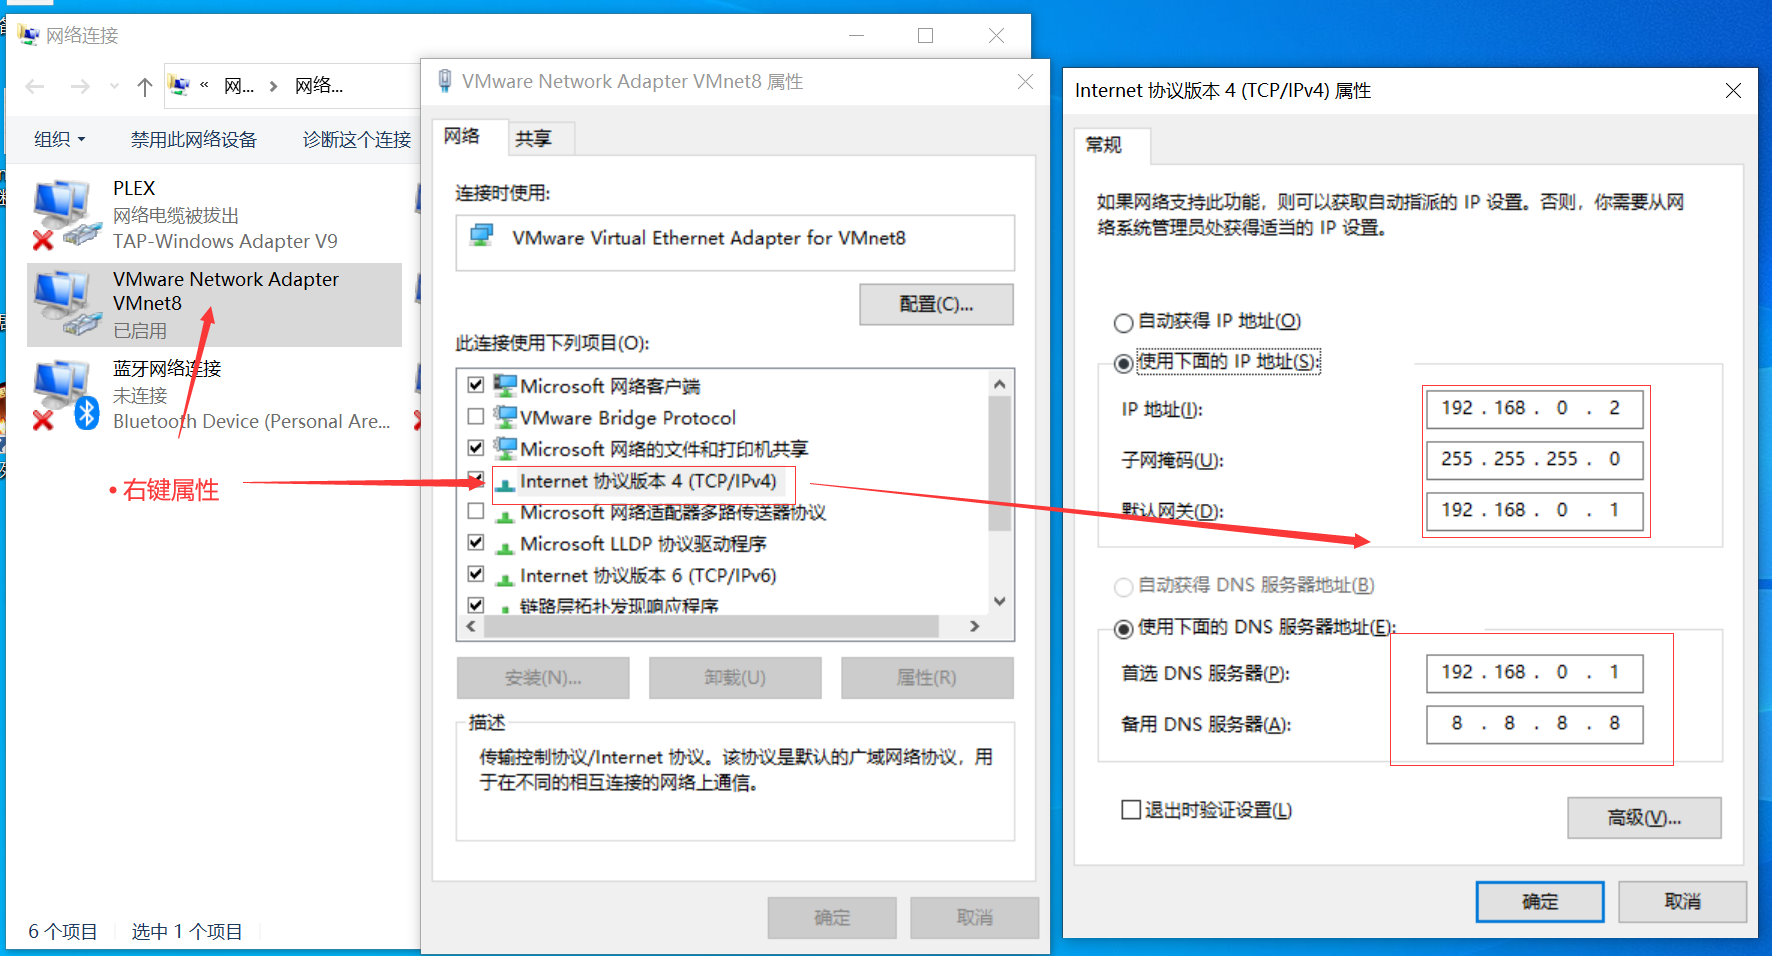 网络连接
« 网... › 网络...
组织 禁用此网络设备 诊断这个连接
PLEX
网络电缆被拔出
TAP-Windows Adapter V9
VMware Network Adapter
VMnet8
已启用
蓝牙网络连接
未连接
Bluetooth Device (Personal Are...
• 右键属性
6 个项目 选中 1 个项目
VMware Network Adapter VMnet8 属性
网络 共享
连接时使用:
VMware Virtual Ethernet Adapter for VMnet8
配置(C)...
此连接使用下列项目(O):
Microsoft 网络客户端
VMware Bridge Protocol
Microsoft 网络的文件和打印机共享
Internet 协议版本 4 (TCP/IPv4)
Microsoft 网络适配器多路传送器协议
Microsoft LLDP 协议驱动程序
Internet 协议版本 6 (TCP/IPv6)
链路层拓扑发现响应程序
安装(N)... 卸载(U) 属性(R)
描述
传输控制协议/Internet 协议。该协议是默认的广域网络协议，用
于在不同的相互连接的网络上通信。
确定 取消
Internet 协议版本 4 (TCP/IPv4) 属性
常规
如果网络支持此功能，则可以获取自动指派的 IP 设置。否则，你需要从网
络系统管理员处获得适当的 IP 设置。
自动获得 IP 地址(O)
使用下面的 IP 地址(S):
IP 地址(I): 192 . 168 . 0 . 2
子网掩码(U): 255 . 255 . 255 . 0
默认网关(D): 192 . 168 . 0 . 1
自动获得 DNS 服务器地址(B)
使用下面的 DNS 服务器地址(E):
首选 DNS 服务器(P): 192 . 168 . 0 . 1
备用 DNS 服务器(A): 8 . 8 . 8 . 8
退出时验证设置(L)
高级(V)...
确定 取消